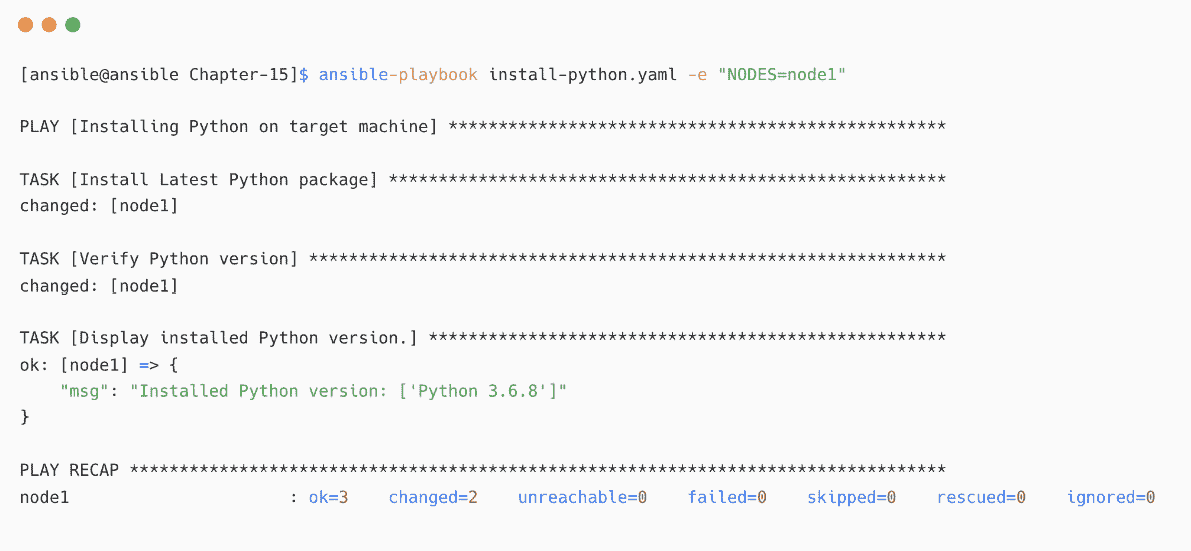 [ansible@ansible Chapter-15]$ ansible-playbook install-python.yaml -e "NODES=node1"
PLAY [Installing Python on target machine] **************************************************
TASK [Install Latest Python package] ********************************************************
changed: [node1]
TASK [Verify Python version] ****************************************************************
changed: [node1]
TASK [Display installed Python version.] ****************************************************
ok: [node1] => {
    "msg": "Installed Python version: ['Python 3.6.8']"
}
PLAY RECAP **********************************************************************************
node1                      : ok=3    changed=2    unreachable=0    failed=0    skipped=0    rescued=0    ignored=0